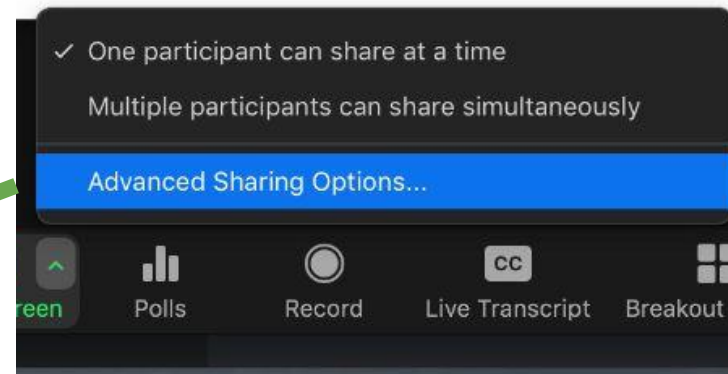 ✓ One participant can share at a time
Multiple participants can share simultaneously
Advanced Sharing Options...
reen Polls Record CC Live Transcript Breakout